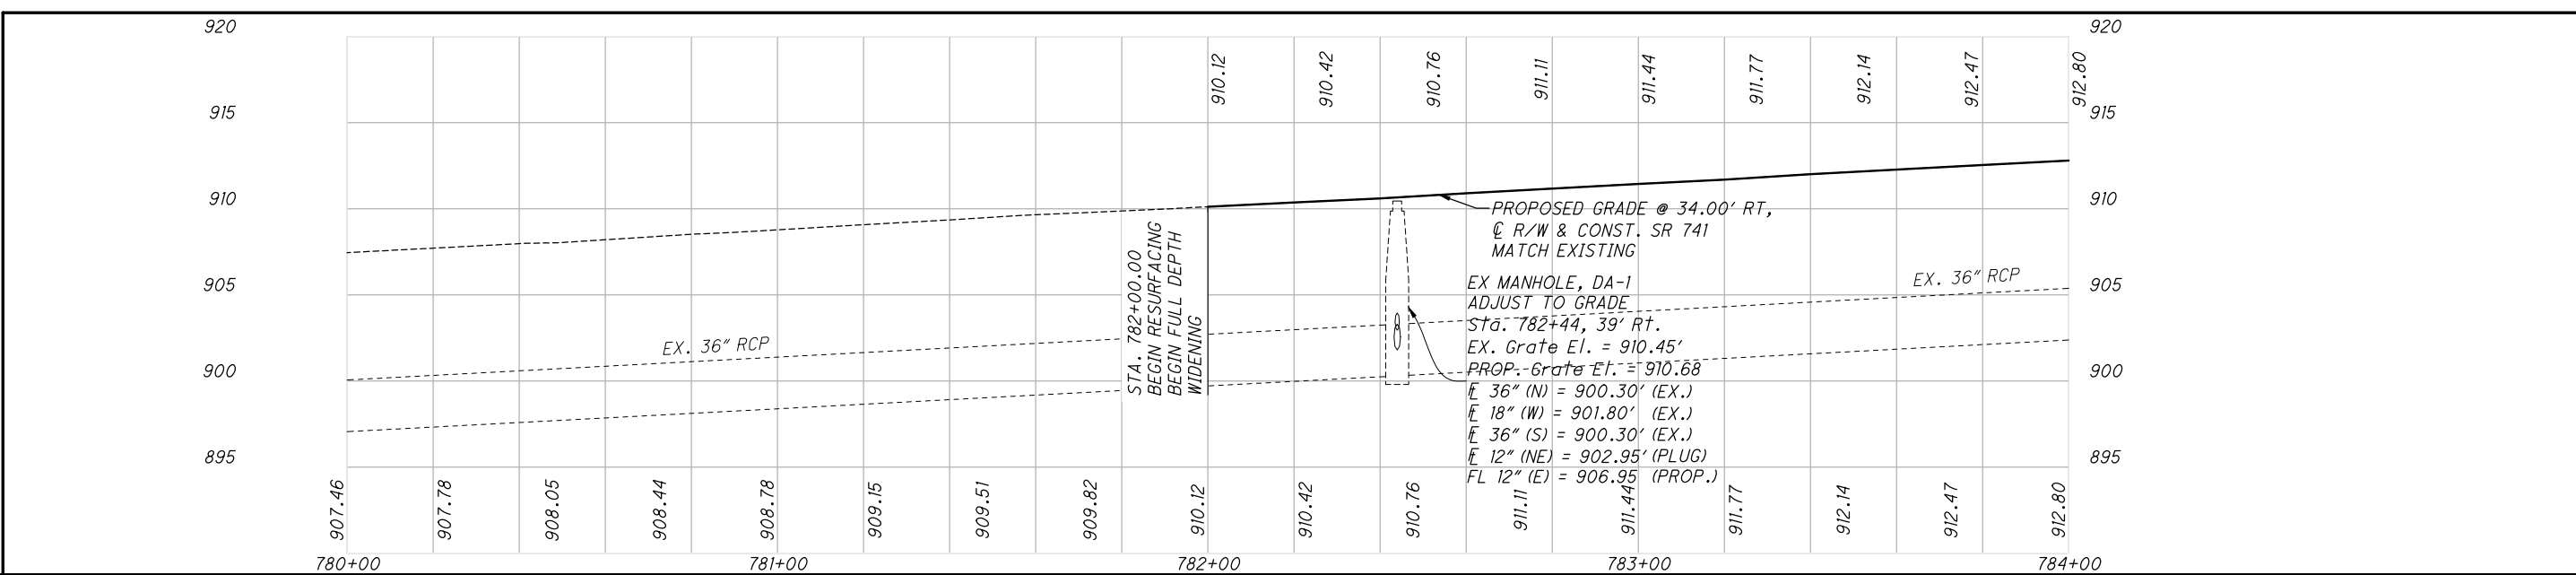 920
920
910.12
910.42
910.76
911.11
911.44
911.77
912.14
912.47
912.80
915
915
910
910
PROPOSED GRADE @ 34.00' RT,
℄ R/W & CONST. SR 741
MATCH EXISTING
905
905
EX. 36" RCP
STA. 782+00.00
BEGIN RESURFACING
BEGIN FULL DEPTH
WIDENING
EX MANHOLE, DA-1
ADJUST TO GRADE
Sta. 782+44, 39' Rt.
EX. Grate El. = 910.45'
PROP. Grate El. = 910.68
FL 36" (N) = 900.30' (EX.)
FL 18" (W) = 901.80' (EX.)
FL 36" (S) = 900.30' (EX.)
FL 12" (NE) = 902.95' (PLUG)
FL 12" (E) = 906.95 (PROP.)
EX. 36" RCP
900
900
895
895
907.46
907.78
908.05
908.44
908.78
909.15
909.51
909.82
910.12
910.42
910.76
911.11
911.44
911.77
912.14
912.47
912.80
780+00
781+00
782+00
783+00
784+00